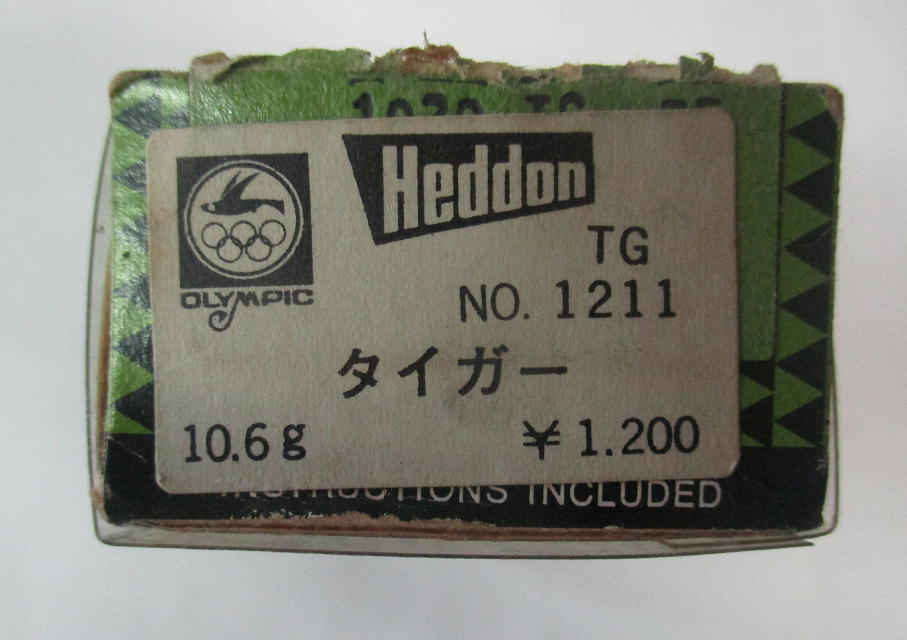 Heddon
OLYMPIC
TG
NO. 1211
タイガー
10.6g ¥1.200
INSTRUCTIONS INCLUDED